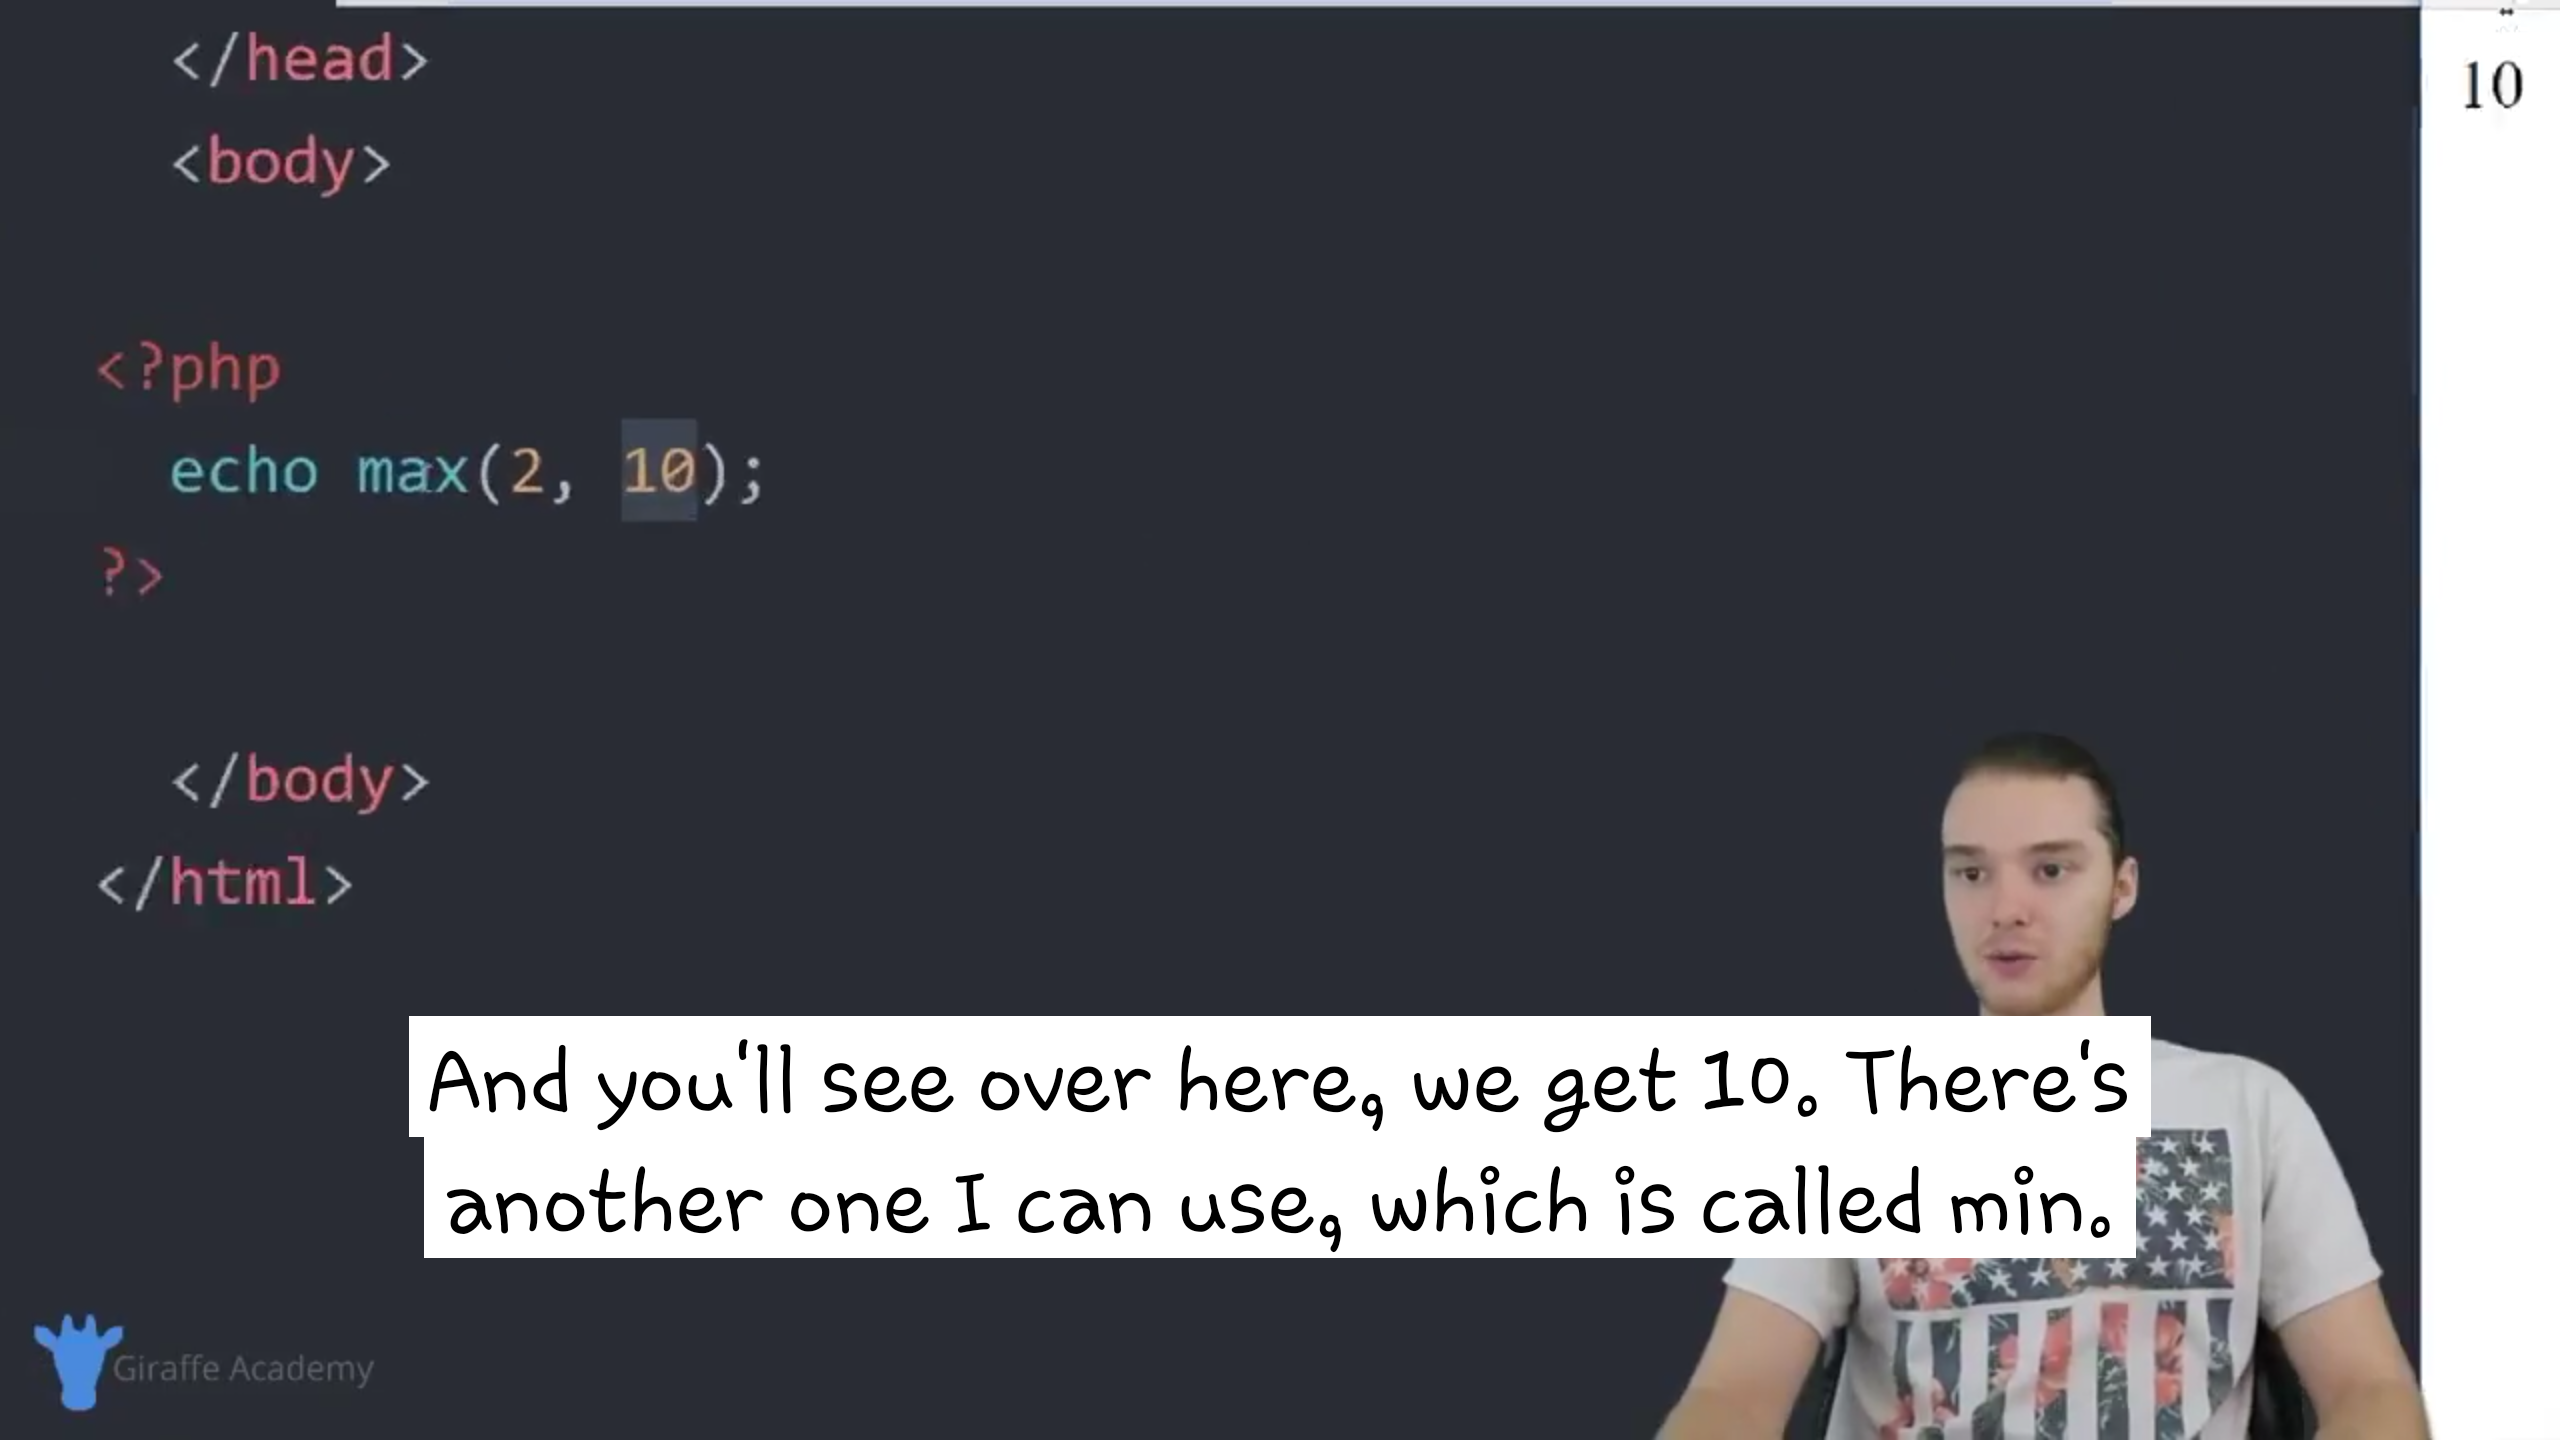 </head>
<body>
10
<?php
echo max(2, 10);
?>
</body>
</html>
And you'll see over here, we get 10. There's
another one I can use, which is called min.
Giraffe Academy